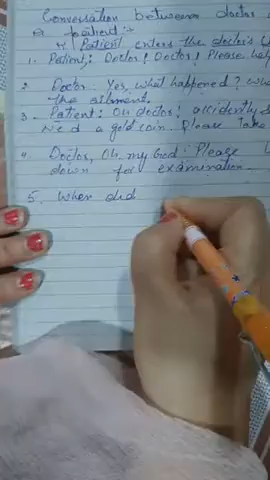 Conversation between doctor
& patient :-
Patient enters the doctor's
1. Patient: Doctor! Doctor! Please help
2. Doctor. Yes, what happened?
the ailment.
3. Patient: Oh doctor! accidently
a gold coin. Please take
4. Doctor, Oh, my God! Please
down for examination.
5. When did